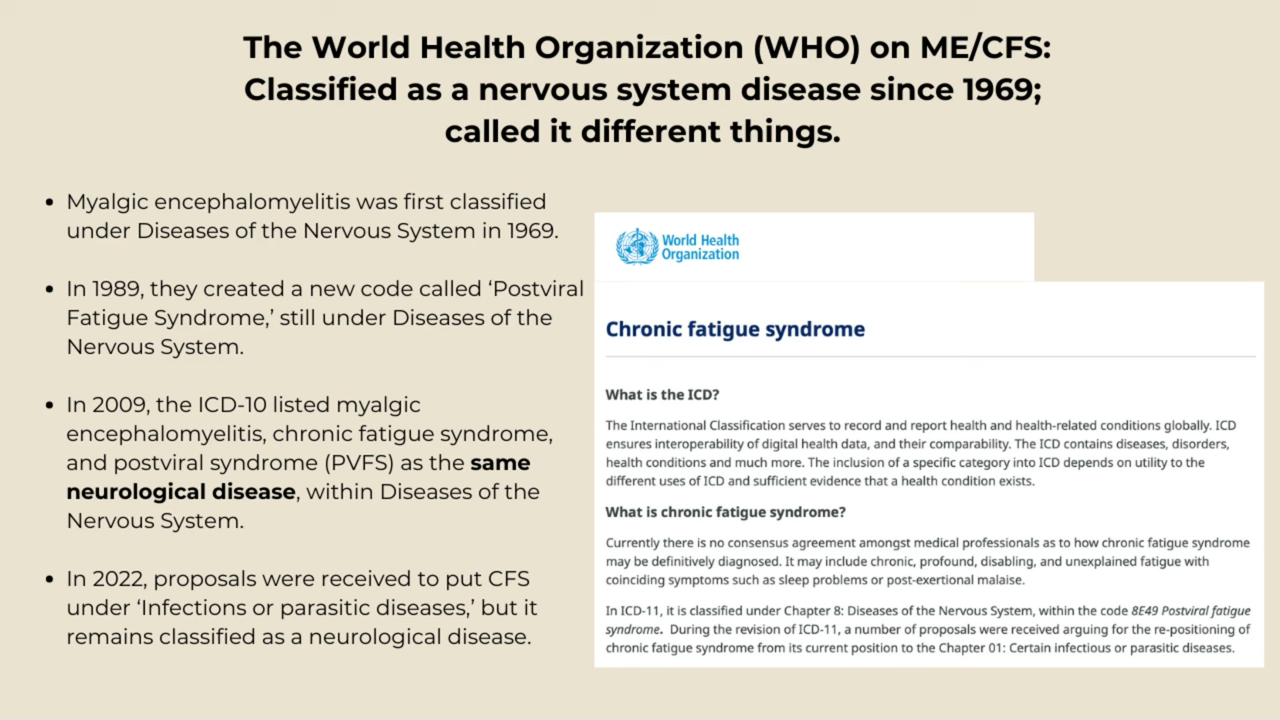 The World Health Organization (WHO) on ME/CFS:
Classified as a nervous system disease since 1969;
called it different things.
• Myalgic encephalomyelitis was first classified
under Diseases of the Nervous System in 1969.
• In 1989, they created a new code called ‘Postviral
Fatigue Syndrome,’ still under Diseases of the
Nervous System.
• In 2009, the ICD-10 listed myalgic
encephalomyelitis, chronic fatigue syndrome,
and postviral syndrome (PVFS) as the same
neurological disease, within Diseases of the
Nervous System.
• In 2022, proposals were received to put CFS
under ‘Infections or parasitic diseases,’ but it
remains classified as a neurological disease.
World Health
Organization
Chronic fatigue syndrome
What is the ICD?
The International Classification serves to record and report health and health-related conditions globally. ICD
ensures interoperability of digital health data, and their comparability. The ICD contains diseases, disorders,
health conditions and much more. The inclusion of a specific category into ICD depends on utility to the
different uses of ICD and sufficient evidence that a health condition exists.
What is chronic fatigue syndrome?
Currently there is no consensus agreement amongst medical professionals as to how chronic fatigue syndrome
may be definitively diagnosed. It may include chronic, profound, disabling, and unexplained fatigue with
coinciding symptoms such as sleep problems or post-exertional malaise.
In ICD-11, it is classified under Chapter 8: Diseases of the Nervous System, within the code 8E49 Postviral fatigue
syndrome. During the revision of ICD-11, a number of proposals were received arguing for the re-positioning of
chronic fatigue syndrome from its current position to the Chapter 01: Certain infectious or parasitic diseases.